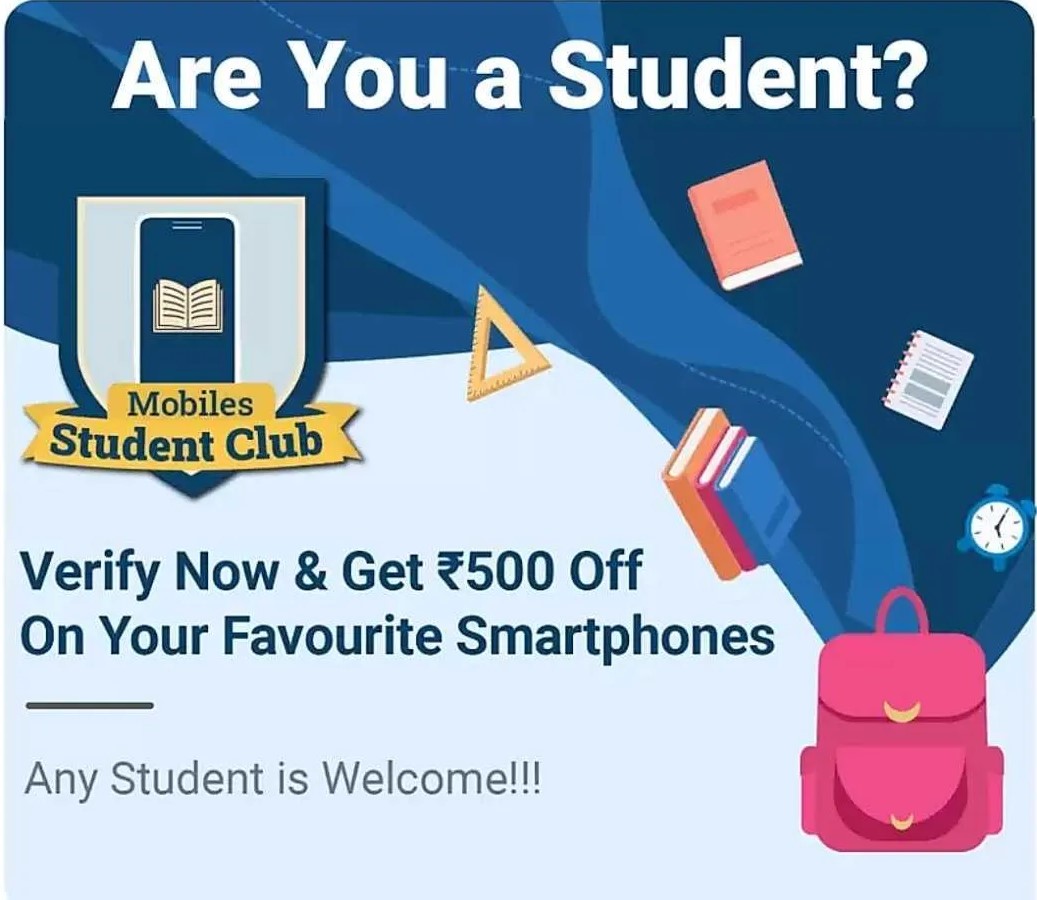 Are You a Student?
Mobiles
Student Club
Verify Now & Get ₹500 Off
On Your Favourite Smartphones
Any Student is Welcome!!!